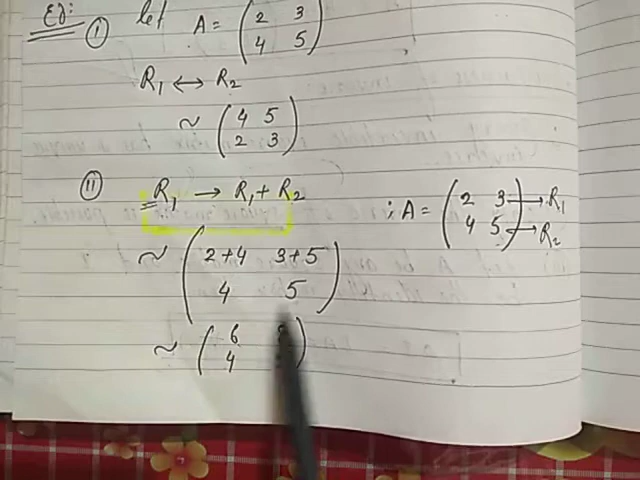 Eg:
(i) let A = ( 2 3
4 5 )
R1 ↔ R2
~ ( 4 5
2 3 )
(ii) R1 → R1 + R2
; A = ( 2 3 ) → R1
( 4 5 ) → R2
~ ( 2+4 3+5
4 5 )
~ ( 6
4 )